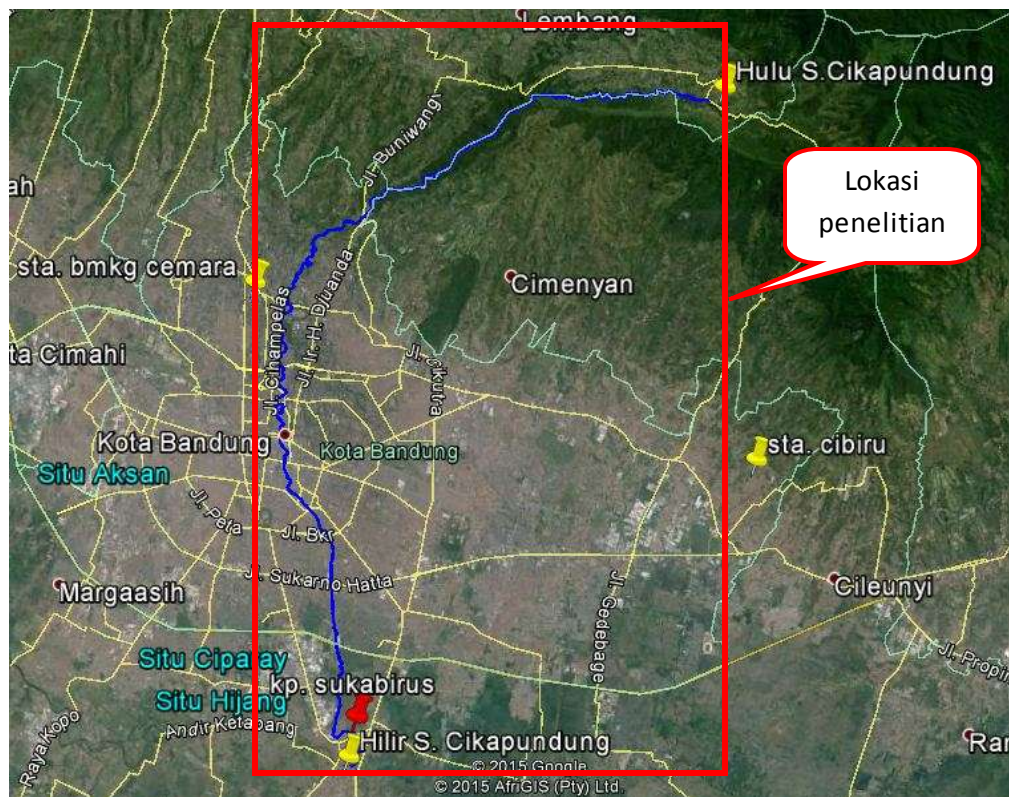 Lembang
Hulu S.Cikapundung
Jl. Buniwangi
Lokasi
penelitian
ah
sta. bmkg cemara
Jl. Ir. H. Djuanda
Cimenyan
Jl. Cihampelas
ta Cimahi
Jl. Cikutra
Kota Bandung
Kota Bandung
sta. cibiru
Situ Aksan
Jl. Peta
Jl. Bkr
Jl. Sukarno Hatta
Margaasih
Jl. Gedebage
Cileunyi
Jl. Propin
Situ Ciparay
kp. sukabirus
Situ Hijang
Andir Ketapang
Raya Kopo
Hilir S. Cikapundung
Ran
© 2015 Google
© 2015 AfriGIS (Pty) Ltd.